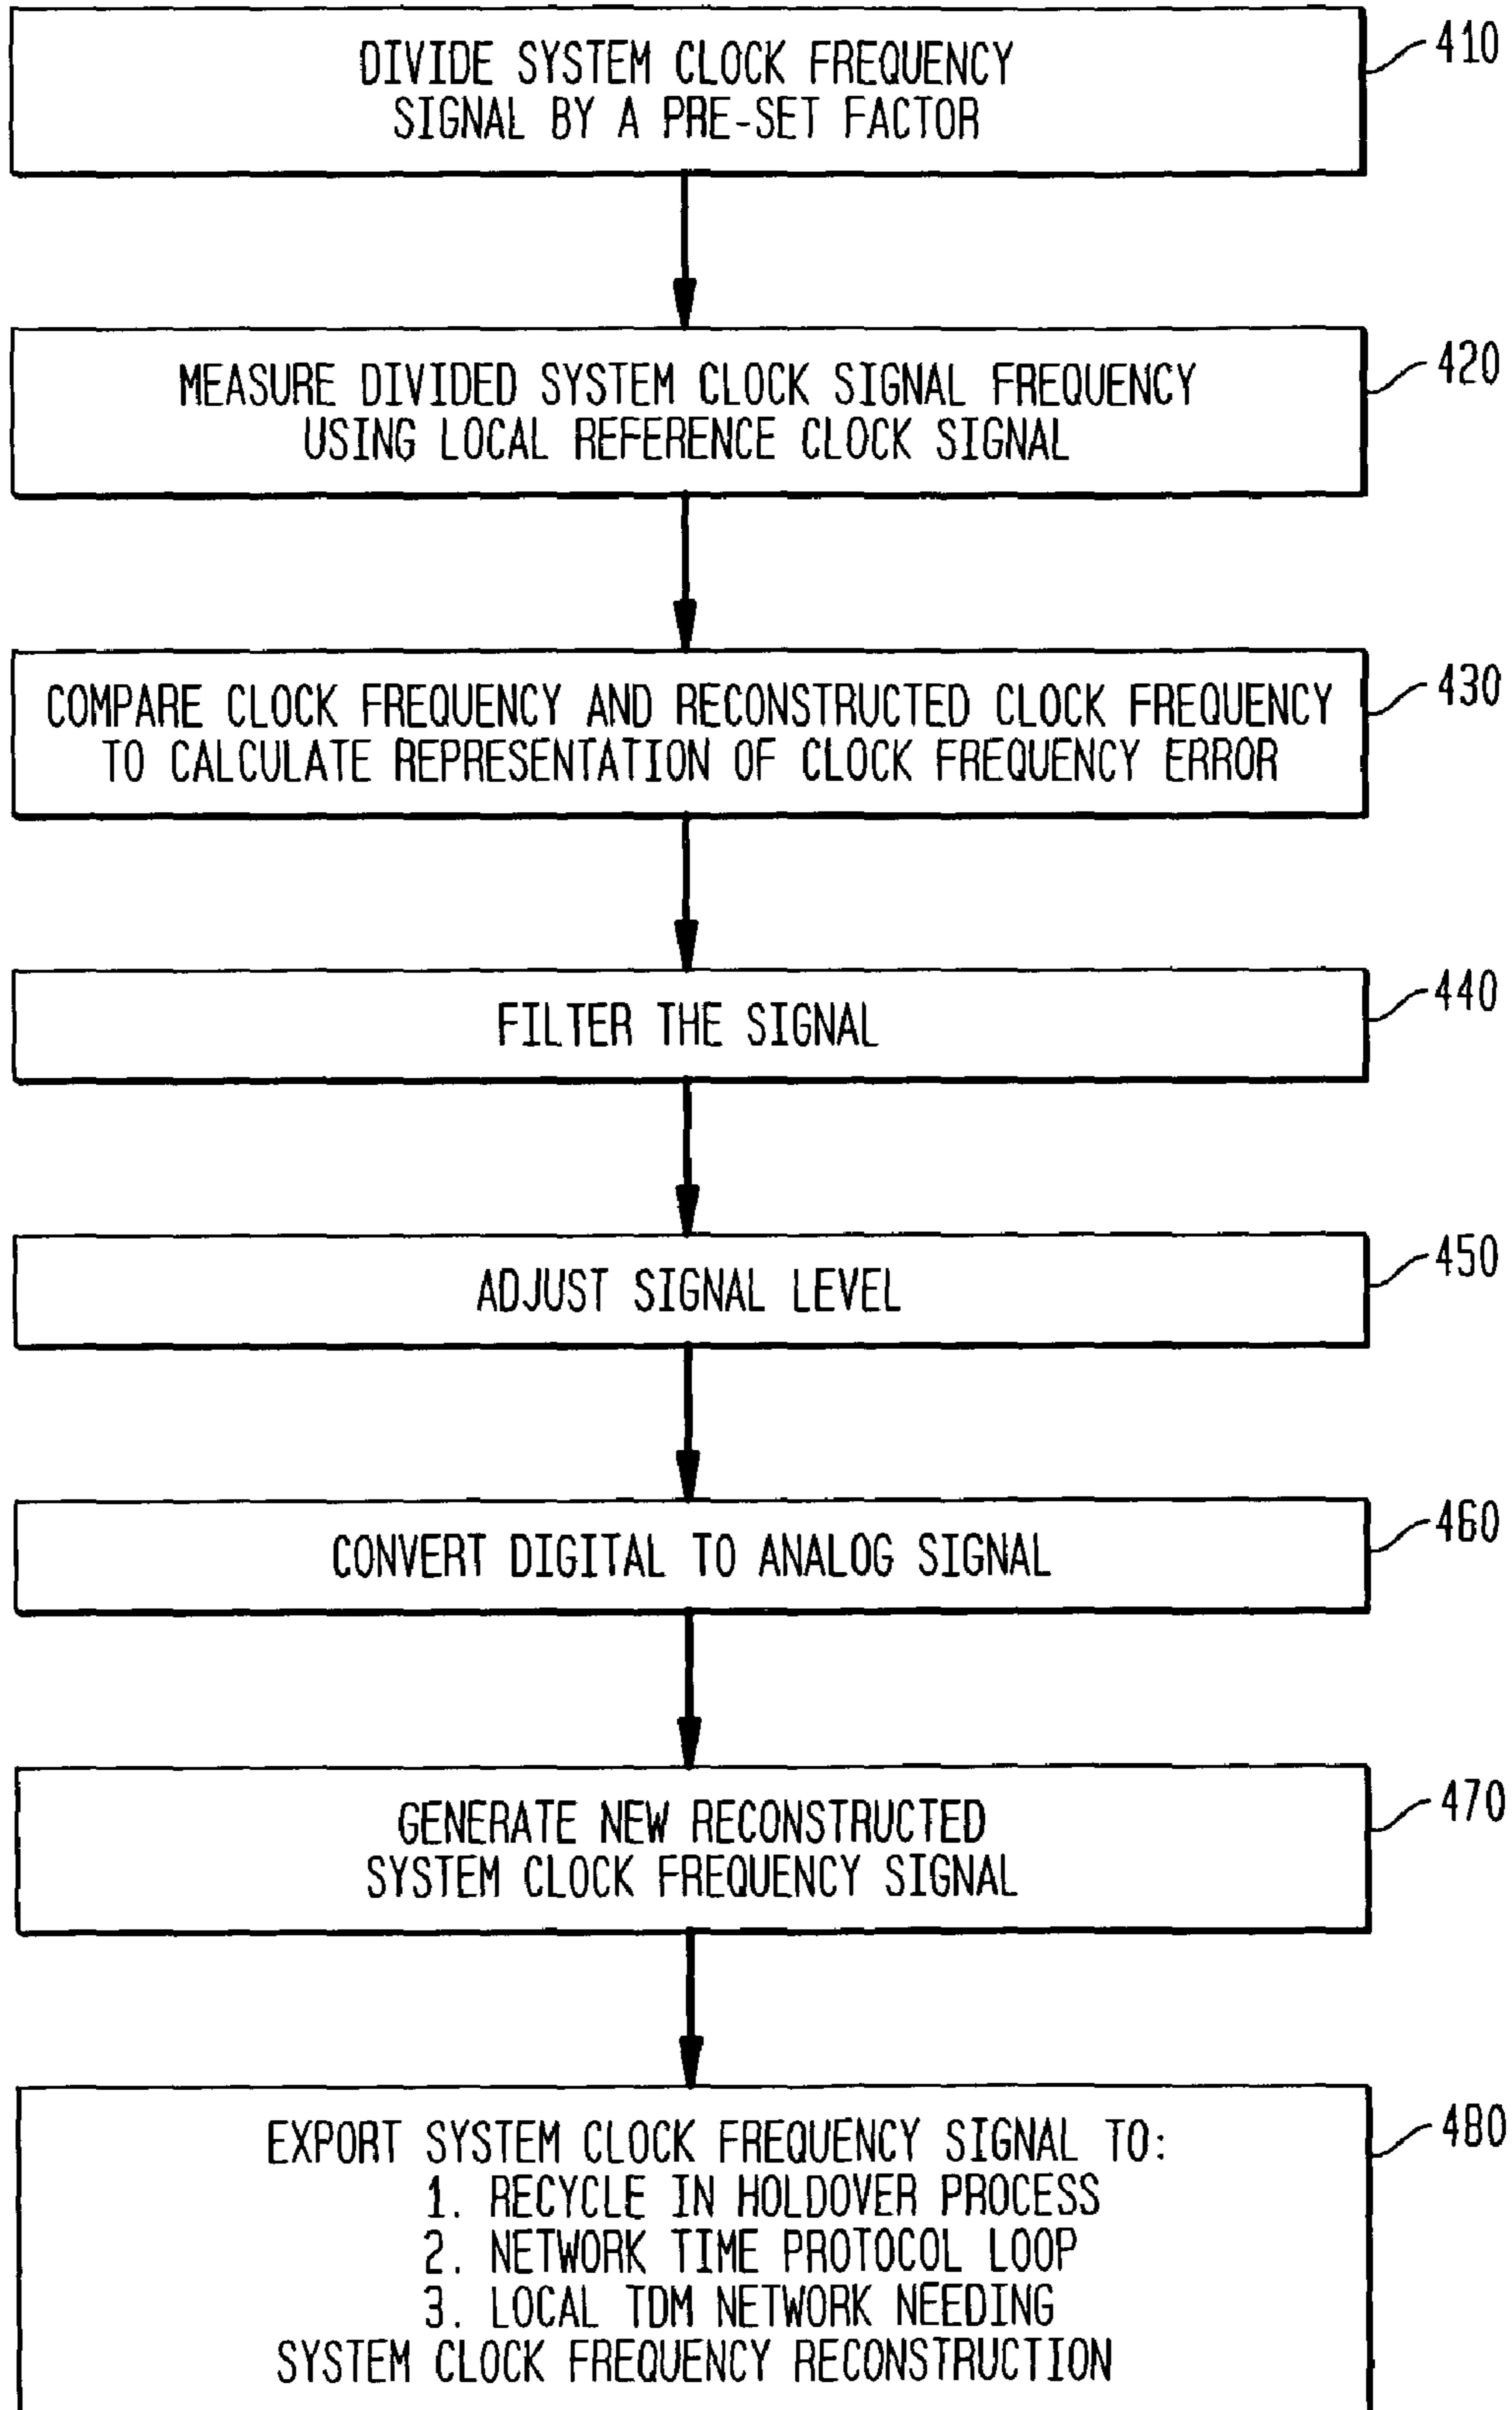 DIVIDE SYSTEM CLOCK FREQUENCY
SIGNAL BY A PRE-SET FACTOR
410
MEASURE DIVIDED SYSTEM CLOCK SIGNAL FREQUENCY
USING LOCAL REFERENCE CLOCK SIGNAL
420
COMPARE CLOCK FREQUENCY AND RECONSTRUCTED CLOCK FREQUENCY
TO CALCULATE REPRESENTATION OF CLOCK FREQUENCY ERROR
430
FILTER THE SIGNAL
440
ADJUST SIGNAL LEVEL
450
CONVERT DIGITAL TO ANALOG SIGNAL
460
GENERATE NEW RECONSTRUCTED
SYSTEM CLOCK FREQUENCY SIGNAL
470
EXPORT SYSTEM CLOCK FREQUENCY SIGNAL TO:
1. RECYCLE IN HOLDOVER PROCESS
2. NETWORK TIME PROTOCOL LOOP
3. LOCAL TDM NETWORK NEEDING
SYSTEM CLOCK FREQUENCY RECONSTRUCTION
480